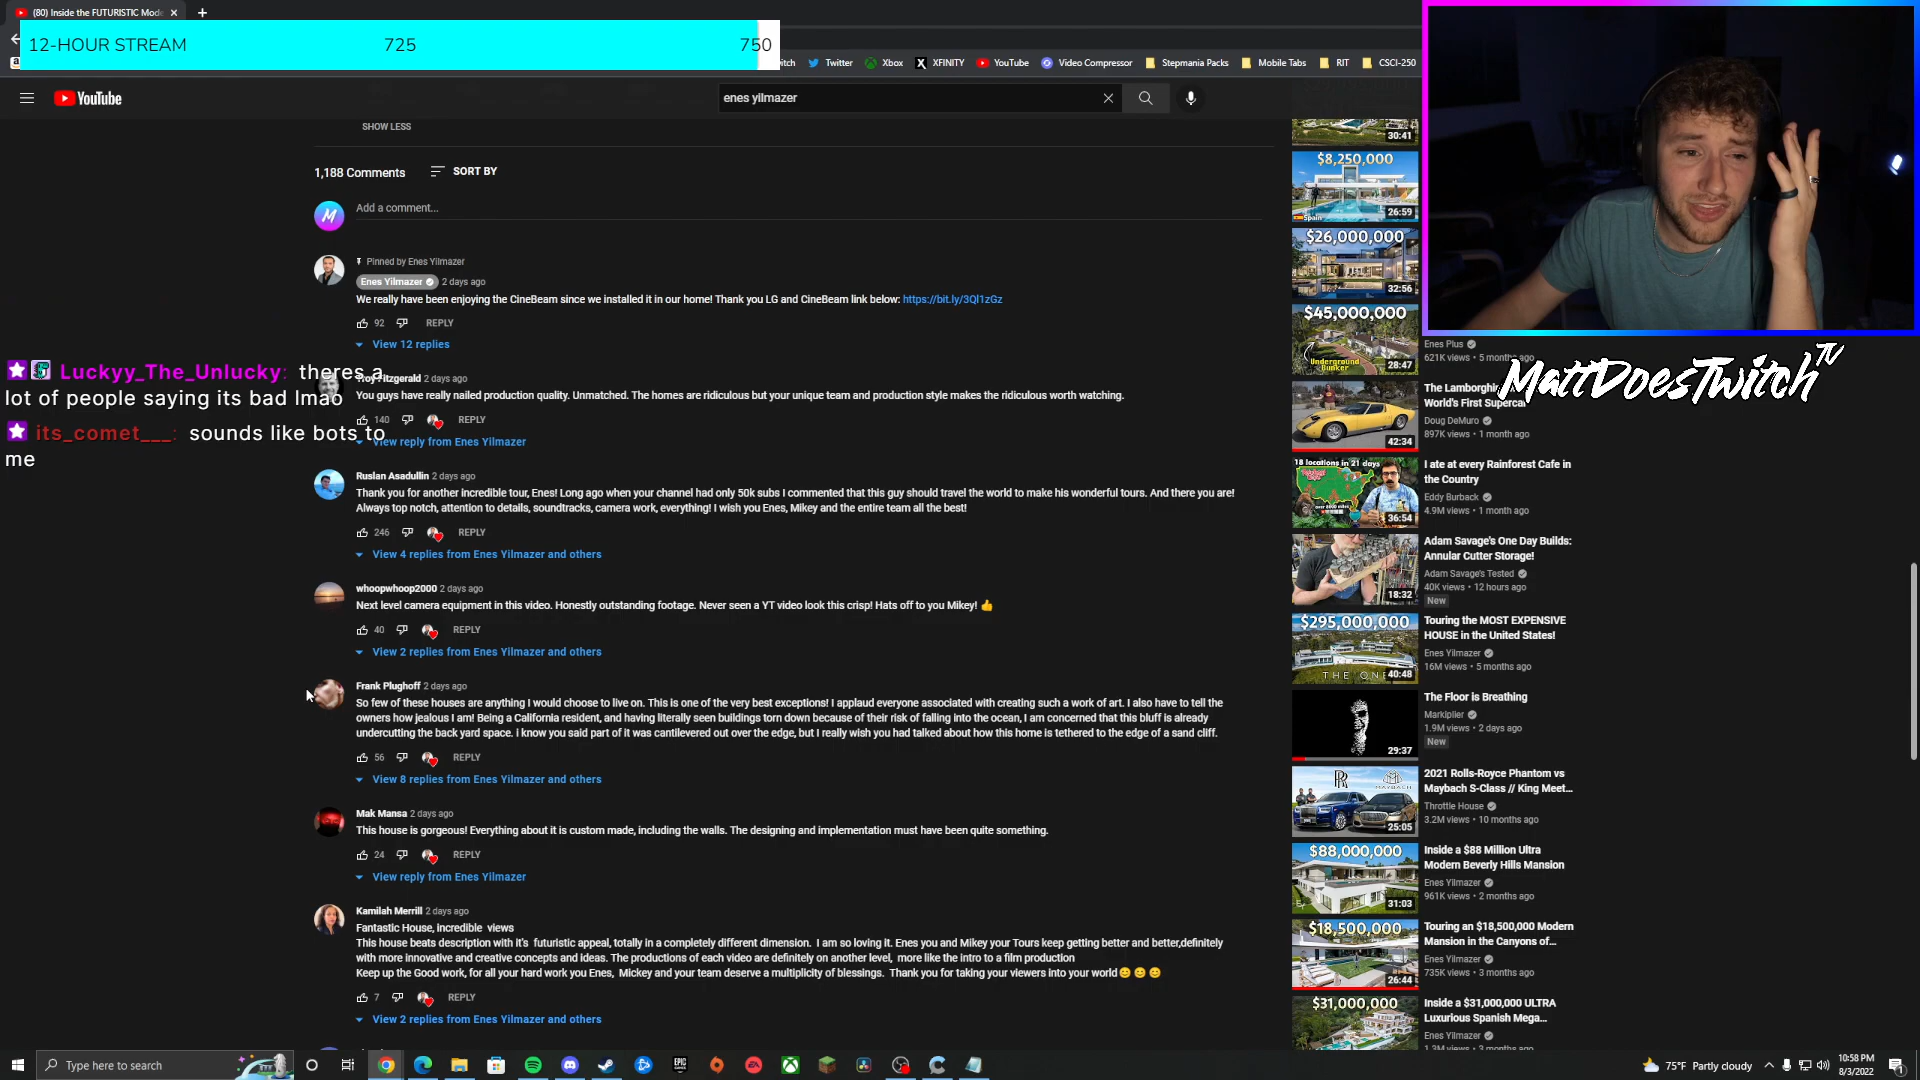 (80) Inside the FUTURISTIC Mode
12-HOUR STREAM 725 750
itch Twitter Xbox XFINITY YouTube Video Compressor Stepmania Packs Mobile Tabs RIT CSCI-250
YouTube
enes yilmazer
SHOW LESS
1,188 Comments SORT BY
Add a comment...
Pinned by Enes Yilmazer
Enes Yilmazer 2 days ago
We really have been enjoying the CineBeam since we installed it in our home! Thank you LG and CineBeam link below: https://bit.ly/3Ql1zGz
92 REPLY
View 12 replies
Luckyy_The_Unlucky: theres a
lot of people saying its bad lmao
its_comet___: sounds like bots to
me
Troy Fitzgerald 2 days ago
You guys have really nailed production quality. Unmatched. The homes are ridiculous but your unique team and production style makes the ridiculous worth watching.
140 REPLY
View reply from Enes Yilmazer
Ruslan Asadullin 2 days ago
Thank you for another incredible tour, Enes! Long ago when your channel had only 50k subs I commented that this guy should travel the world to make his wonderful tours. And there you are!
Always top notch, attention to details, soundtracks, camera work, everything! I wish you Enes, Mikey and the entire team all the best!
246 REPLY
View 4 replies from Enes Yilmazer and others
whoopwhoop2000 2 days ago
Next level camera equipment in this video. Honestly outstanding footage. Never seen a YT video look this crisp! Hats off to you Mikey! 👍
40 REPLY
View 2 replies from Enes Yilmazer and others
Frank Plughoff 2 days ago
So few of these houses are anything I would choose to live on. This is one of the very best exceptions! I applaud everyone associated with creating such a work of art. I also have to tell the
owners how jealous I am! Being a California resident, and having literally seen buildings torn down because of their risk of falling into the ocean, I am concerned that this bluff is already
undercutting the back yard space. i know you said part of it was cantilevered out over the edge, but I really wish you had talked about how this home is tethered to the edge of a sand cliff.
56 REPLY
View 8 replies from Enes Yilmazer and others
Mak Mansa 2 days ago
This house is gorgeous! Everything about it is custom made, including the walls. The designing and implementation must have been quite something.
24 REPLY
View reply from Enes Yilmazer
Kamilah Merrill 2 days ago
Fantastic House, incredible views
This house beats description with it's futuristic appeal, totally in a completely different dimension. I am so loving it. Enes you and Mikey your Tours keep getting better and better,definitely
with more innovative and creative concepts and ideas. The productions of each video are definitely on another level, more like the intro to a film production
Keep up the Good work, for all your hard work you Enes, Mickey and your team deserve a multiplicity of blessings. Thank you for taking your viewers into your world😊😊😊
7 REPLY
View 2 replies from Enes Yilmazer and others
30:41
$8,250,000
Spain
26:59
$26,000,000
32:56
$45,000,000
Underground
Bunker
28:47
Enes Plus
621K views • 5 months ago
MattDoesTwitch TV
The Lamborghi
World's First Supercar
Doug DeMuro
897K views • 1 month ago
42:34
18 locations in 21 days
36:54
I ate at every Rainforest Cafe in
the Country
Eddy Burback
4.9M views • 1 month ago
18:32
Adam Savage's One Day Builds:
Annular Cutter Storage!
Adam Savage's Tested
40K views • 12 hours ago
New
$295,000,000
THE ONE
40:48
Touring the MOST EXPENSIVE
HOUSE in the United States!
Enes Yilmazer
16M views • 5 months ago
29:37
The Floor is Breathing
Markiplier
1.9M views • 2 days ago
New
MAYBACH
25:05
2021 Rolls-Royce Phantom vs
Maybach S-Class // King Meet...
Throttle House
3.2M views • 10 months ago
$88,000,000
31:03
Inside a $88 Million Ultra
Modern Beverly Hills Mansion
Enes Yilmazer
961K views • 2 months ago
$18,500,000
26:44
Touring an $18,500,000 Modern
Mansion in the Canyons of...
Enes Yilmazer
735K views • 3 months ago
$31,000,000
Inside a $31,000,000 ULTRA
Luxurious Spanish Mega...
Enes Yilmazer
1.3M views • 3 months ago
Type here to search
75°F Partly cloudy
10:58 PM
8/3/2022